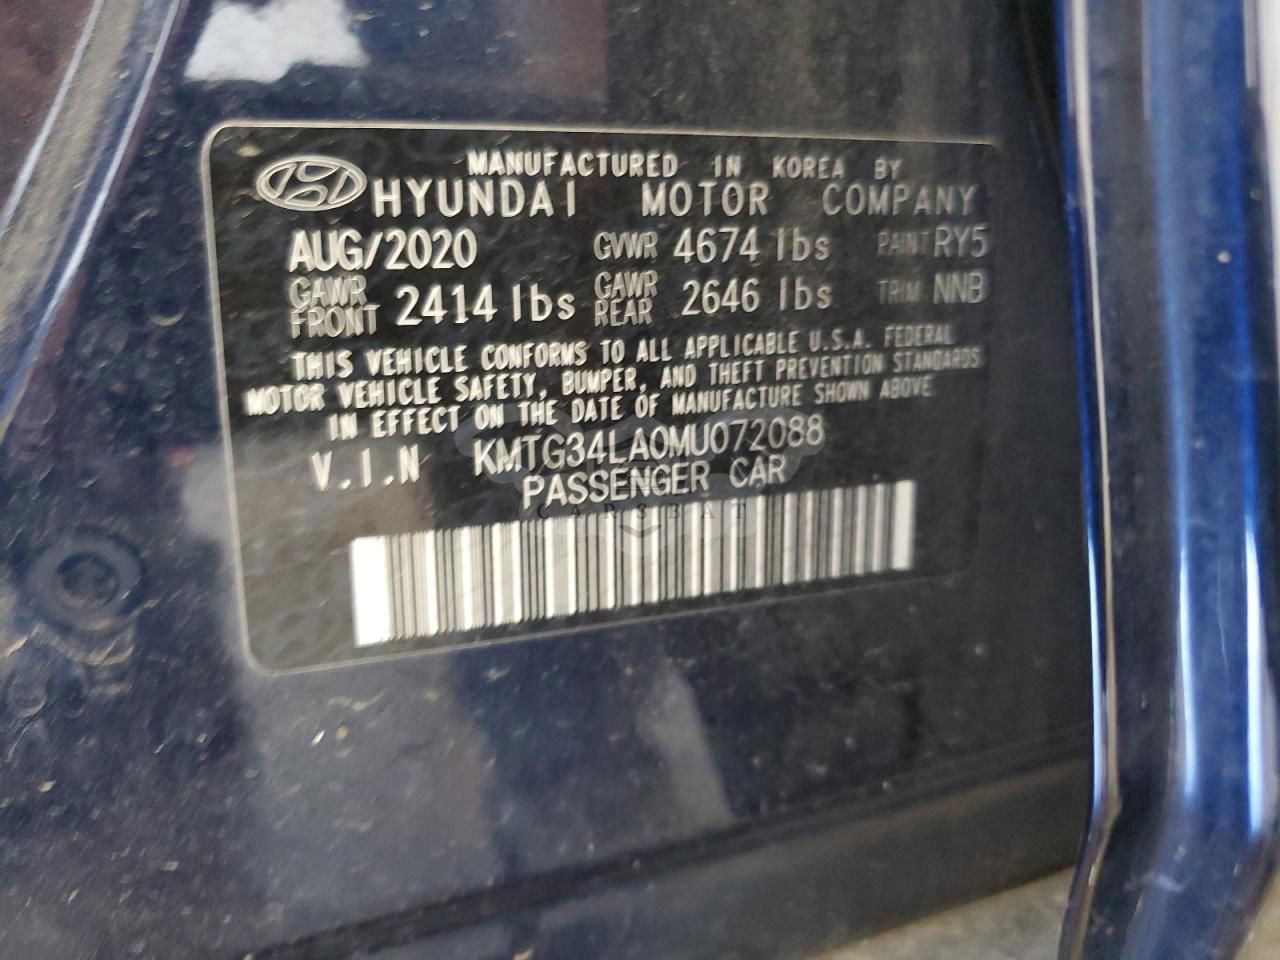 MANUFACTURED IN KOREA BY
HYUNDAI MOTOR COMPANY
AUG/2020 GVWR 4674 lbs PAINT RY5
GAWR FRONT 2414 lbs GAWR REAR 2646 lbs TRIM NNB
THIS VEHICLE CONFORMS TO ALL APPLICABLE U.S.A. FEDERAL
MOTOR VEHICLE SAFETY, BUMPER, AND THEFT PREVENTION STANDARDS
IN EFFECT ON THE DATE OF MANUFACTURE SHOWN ABOVE
V.I.N KMTG34LA0MU072088
PASSENGER CAR
CARSBAT